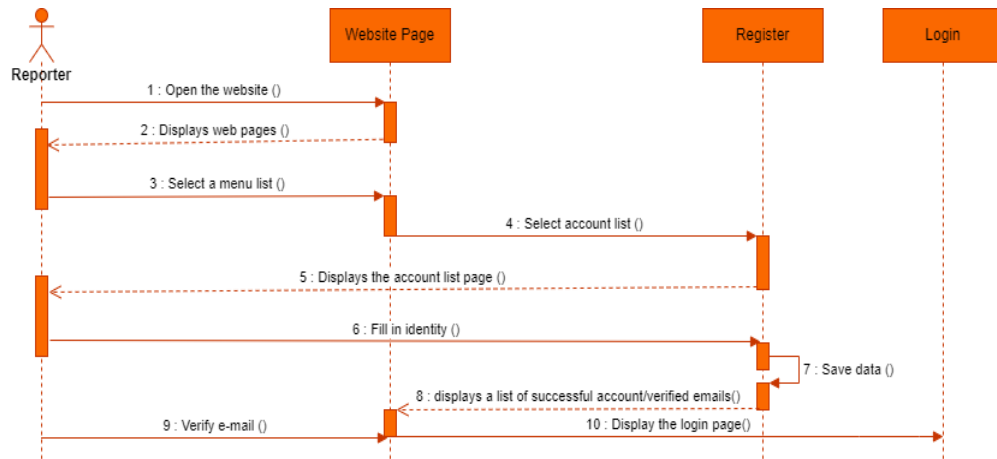 Website Page
Register
Login
Reporter
1 : Open the website ()
2 : Displays web pages ()
3 : Select a menu list ()
4 : Select account list ()
5 : Displays the account list page ()
6 : Fill in identity ()
7 : Save data ()
8 : displays a list of successful account/verified emails()
9 : Verify e-mail ()
10 : Display the login page()